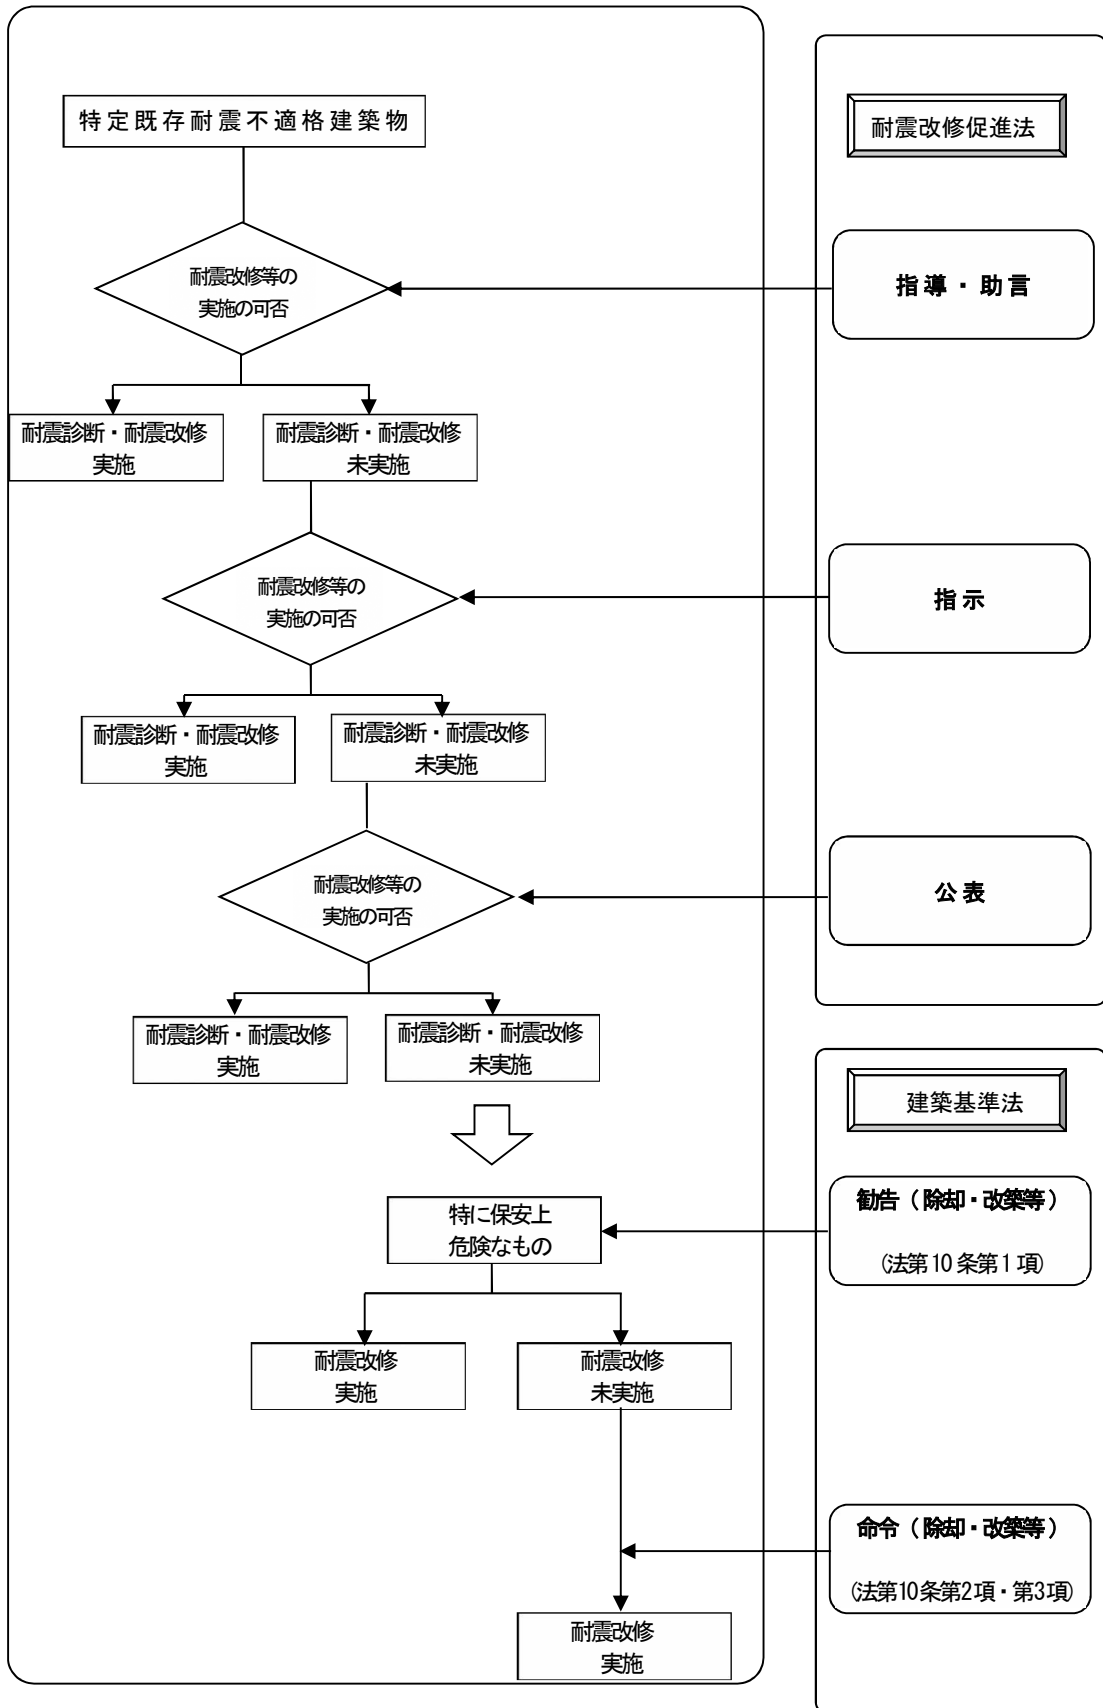 特定既存耐震不適格建築物
耐震改修促進法
耐震改修等の
実施の可否
指導・助言
耐震診断・耐震改修
実施
耐震診断・耐震改修
未実施
耐震改修等の
実施の可否
指示
耐震診断・耐震改修
実施
耐震診断・耐震改修
未実施
耐震改修等の
実施の可否
公表
耐震診断・耐震改修
実施
耐震診断・耐震改修
未実施
建築基準法
特に保安上
危険なもの
勧告（除却・改築等）
(法第10条第1項)
耐震改修
実施
耐震改修
未実施
命令（除却・改築等）
(法第10条第2項・第3項)
耐震改修
実施